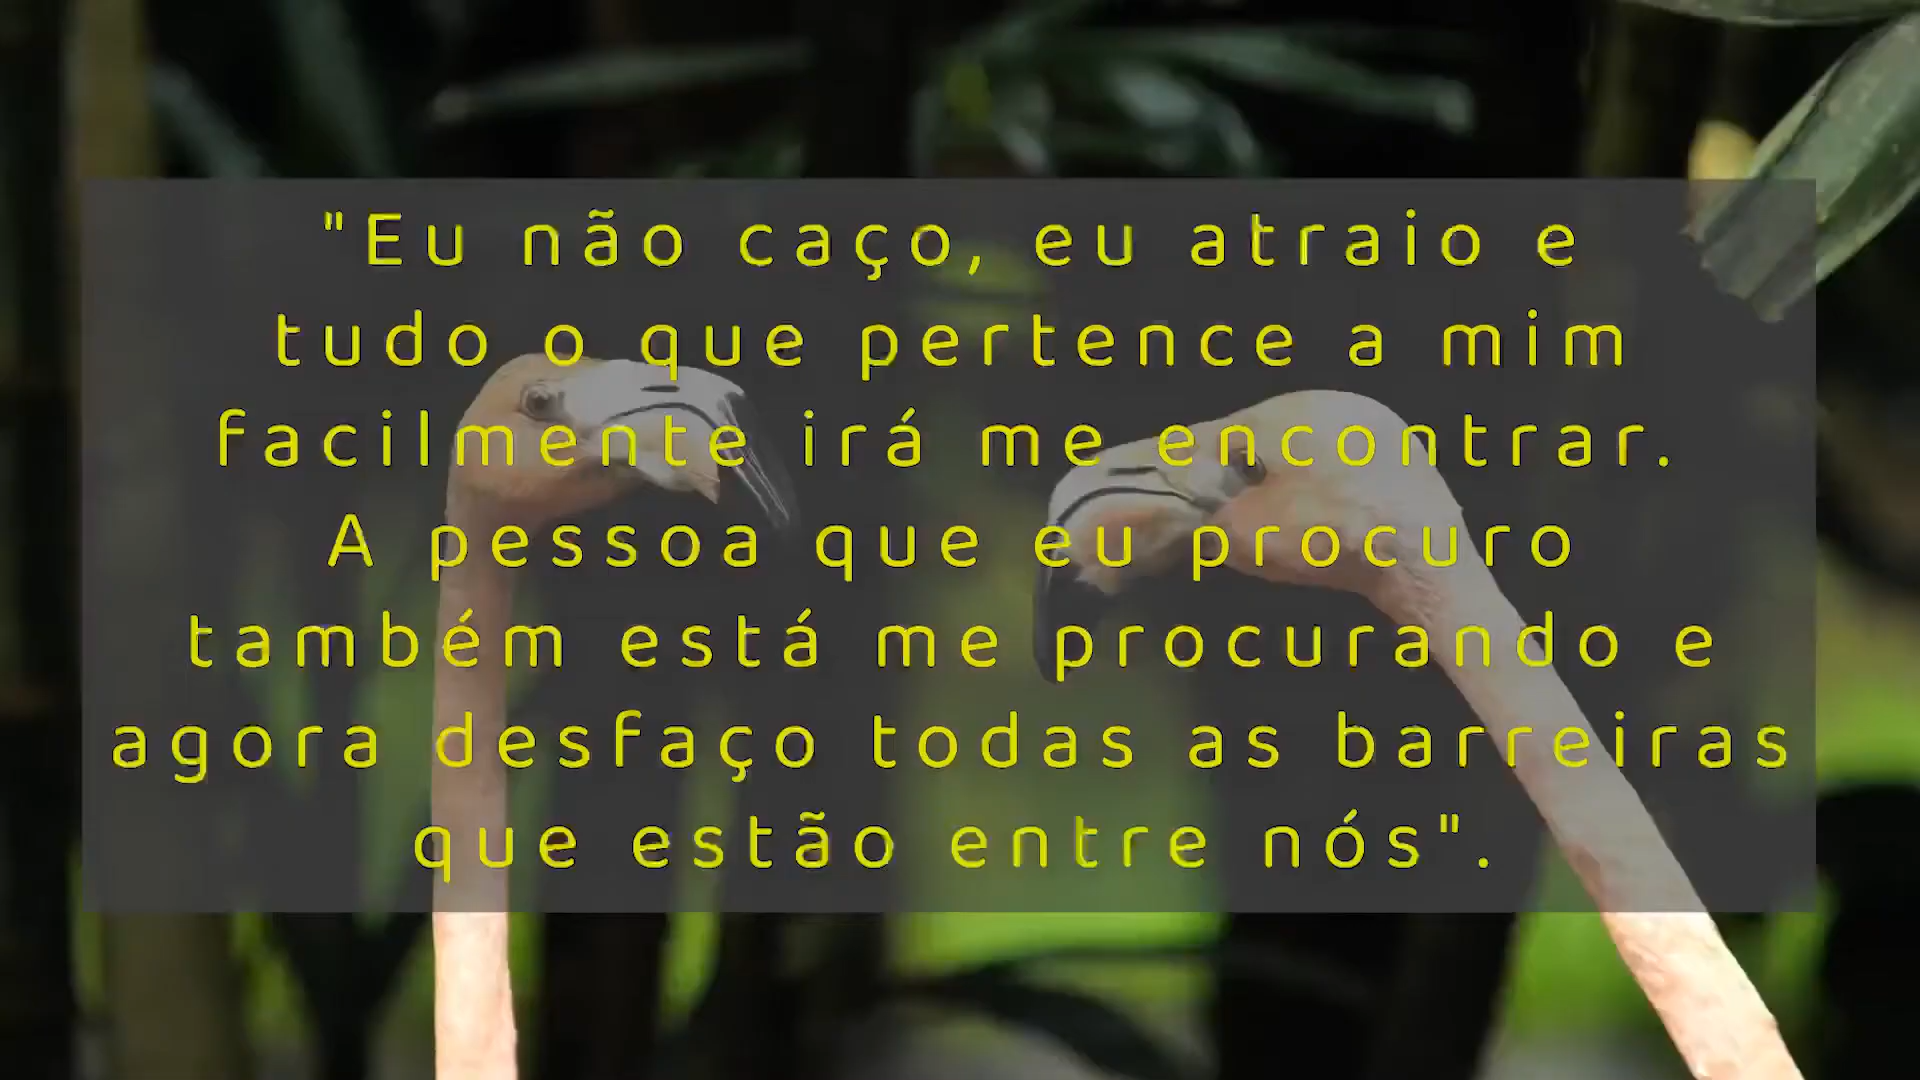 "Eu não caço, eu atraio e
tudo o que pertence a mim
facilmente irá me encontrar.
A pessoa que eu procuro
também está me procurando e
agora desfaço todas as barreiras
que estão entre nós".